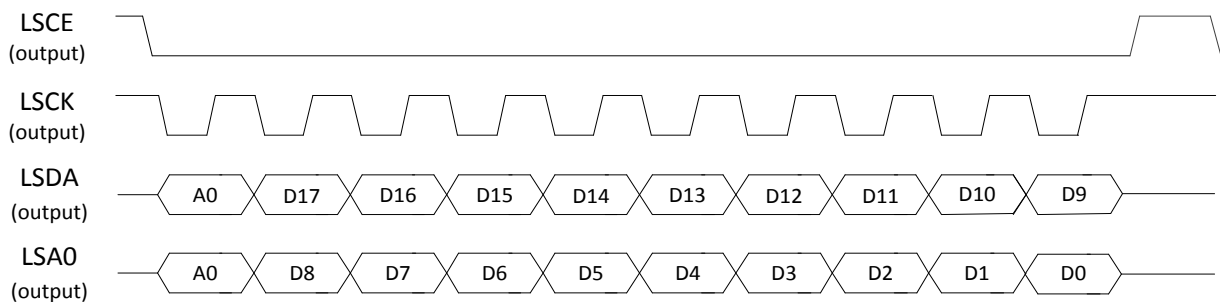 LSCE
(output)
LSCK
(output)
LSDA
(output)
A0 D17 D16 D15 D14 D13 D12 D11 D10 D9
LSA0
(output)
A0 D8 D7 D6 D5 D4 D3 D2 D1 D0